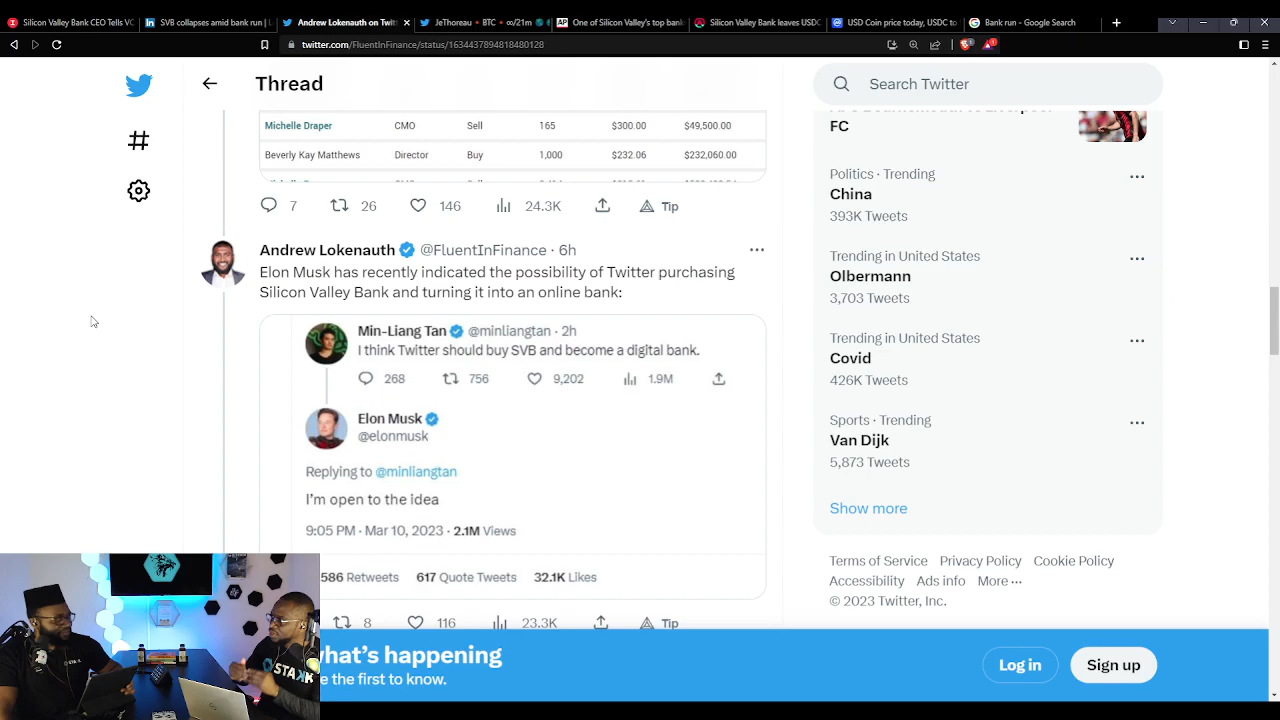 Silicon Valley Bank Tells VC
SVB collapses amid bank run | L
Andrew Lokenauth on Twitt
JeThoreau · BTC • ∞/21m
One of Silicon Valley's top bank
Silicon Valley Bank leaves USDC
USD Coin price today, USDC to
Bank run - Google Search
twitter.com/FluentInFinance/status/1634437894818480128
Thread
Search Twitter
Michelle Draper CMO Sell 165 $300.00 $49,500.00
Beverly Kay Matthews Director Buy 1,000 $232.06 $232,060.00
7 26 146 24.3K Tip
Andrew Lokenauth @FluentInFinance · 6h
Elon Musk has recently indicated the possibility of Twitter purchasing
Silicon Valley Bank and turning it into an online bank:
Min-Liang Tan @minliangtan · 2h
I think Twitter should buy SVB and become a digital bank.
268 756 9,202 1.9M
Elon Musk
@elonmusk
Replying to @minliangtan
I'm open to the idea
9:05 PM · Mar 10, 2023 · 2.1M Views
586 Retweets 617 Quote Tweets 32.1K Likes
8 116 23.3K Tip
FC
Politics · Trending
China
393K Tweets
Trending in United States
Olbermann
3,703 Tweets
Trending in United States
Covid
426K Tweets
Sports · Trending
Van Dijk
5,873 Tweets
Show more
Terms of Service Privacy Policy Cookie Policy
Accessibility Ads info More ···
© 2023 Twitter, Inc.
what's happening
e the first to know.
Log in
Sign up
STAK